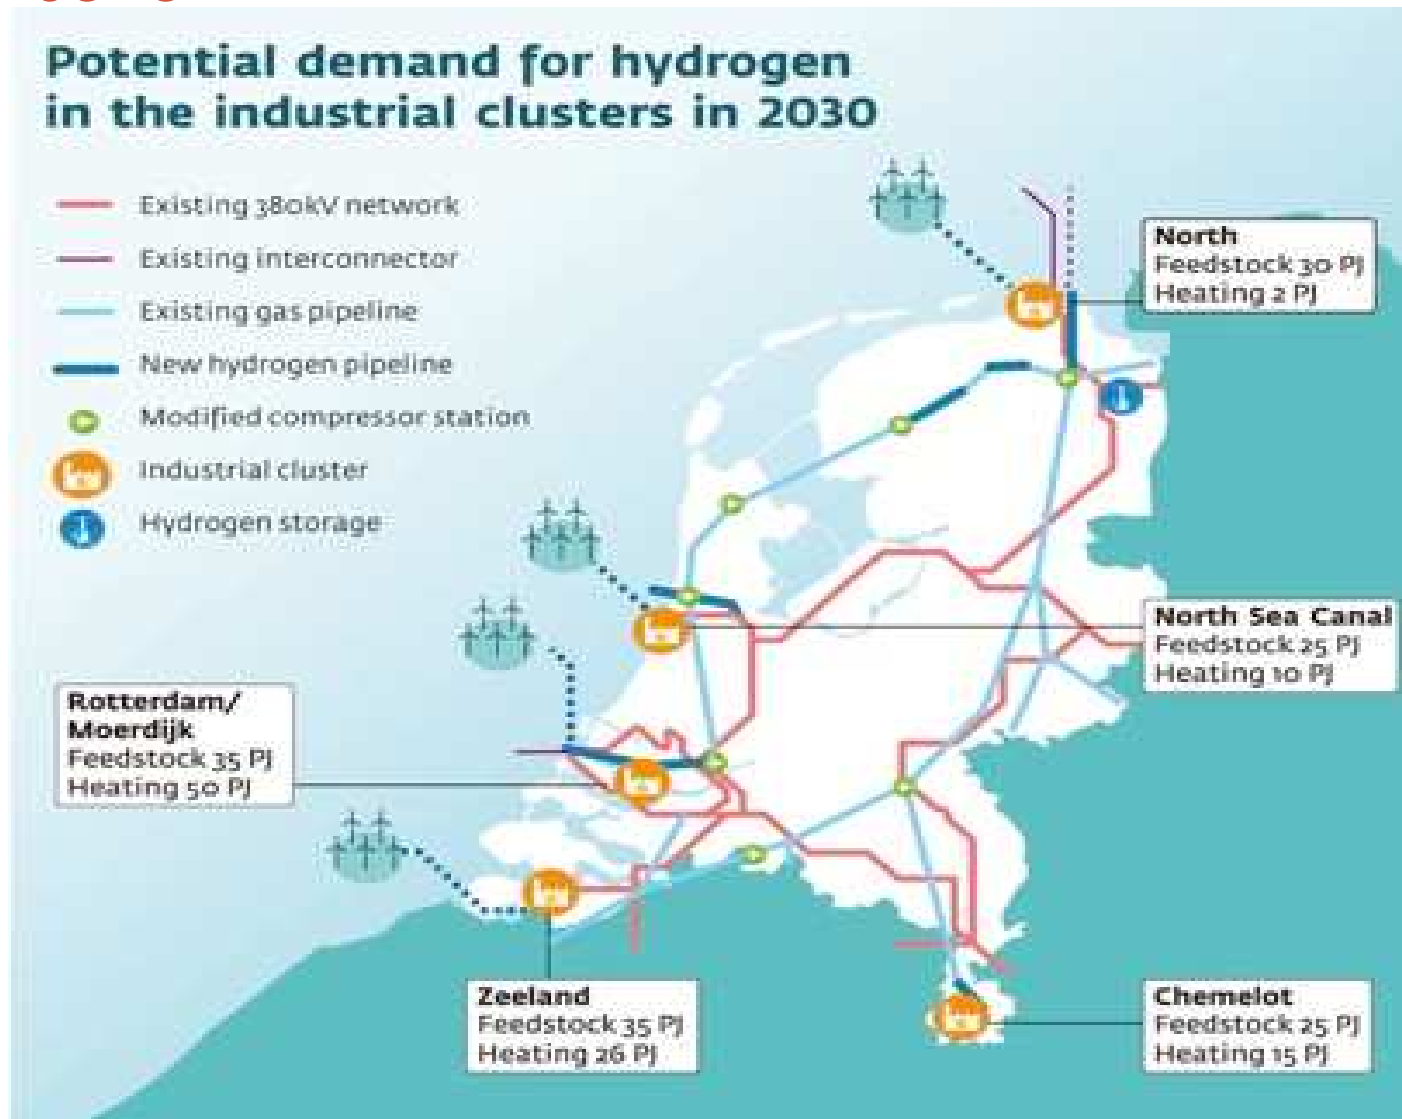 Potential demand for hydrogen
in the industrial clusters in 2030
Existing 380kV network
Existing interconnector
Existing gas pipeline
New hydrogen pipeline
Modified compressor station
Industrial cluster
Hydrogen storage
North
Feedstock 30 PJ
Heating 2 PJ
North Sea Canal
Feedstock 25 PJ
Heating 10 PJ
Rotterdam/
Moerdijk
Feedstock 35 PJ
Heating 50 PJ
Zeeland
Feedstock 35 PJ
Heating 26 PJ
Chemelot
Feedstock 25 PJ
Heating 15 PJ